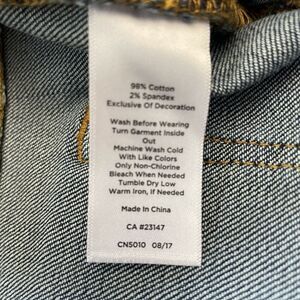 98% Cotton
2% Spandex
Exclusive Of Decoration
Wash Before Wearing
Turn Garment Inside
Out
Machine Wash Cold
With Like Colors
Only Non-Chlorine
Bleach When Needed
Tumble Dry Low
Warm Iron, If Needed
Made In China
CA #23147
CN5010 08/17